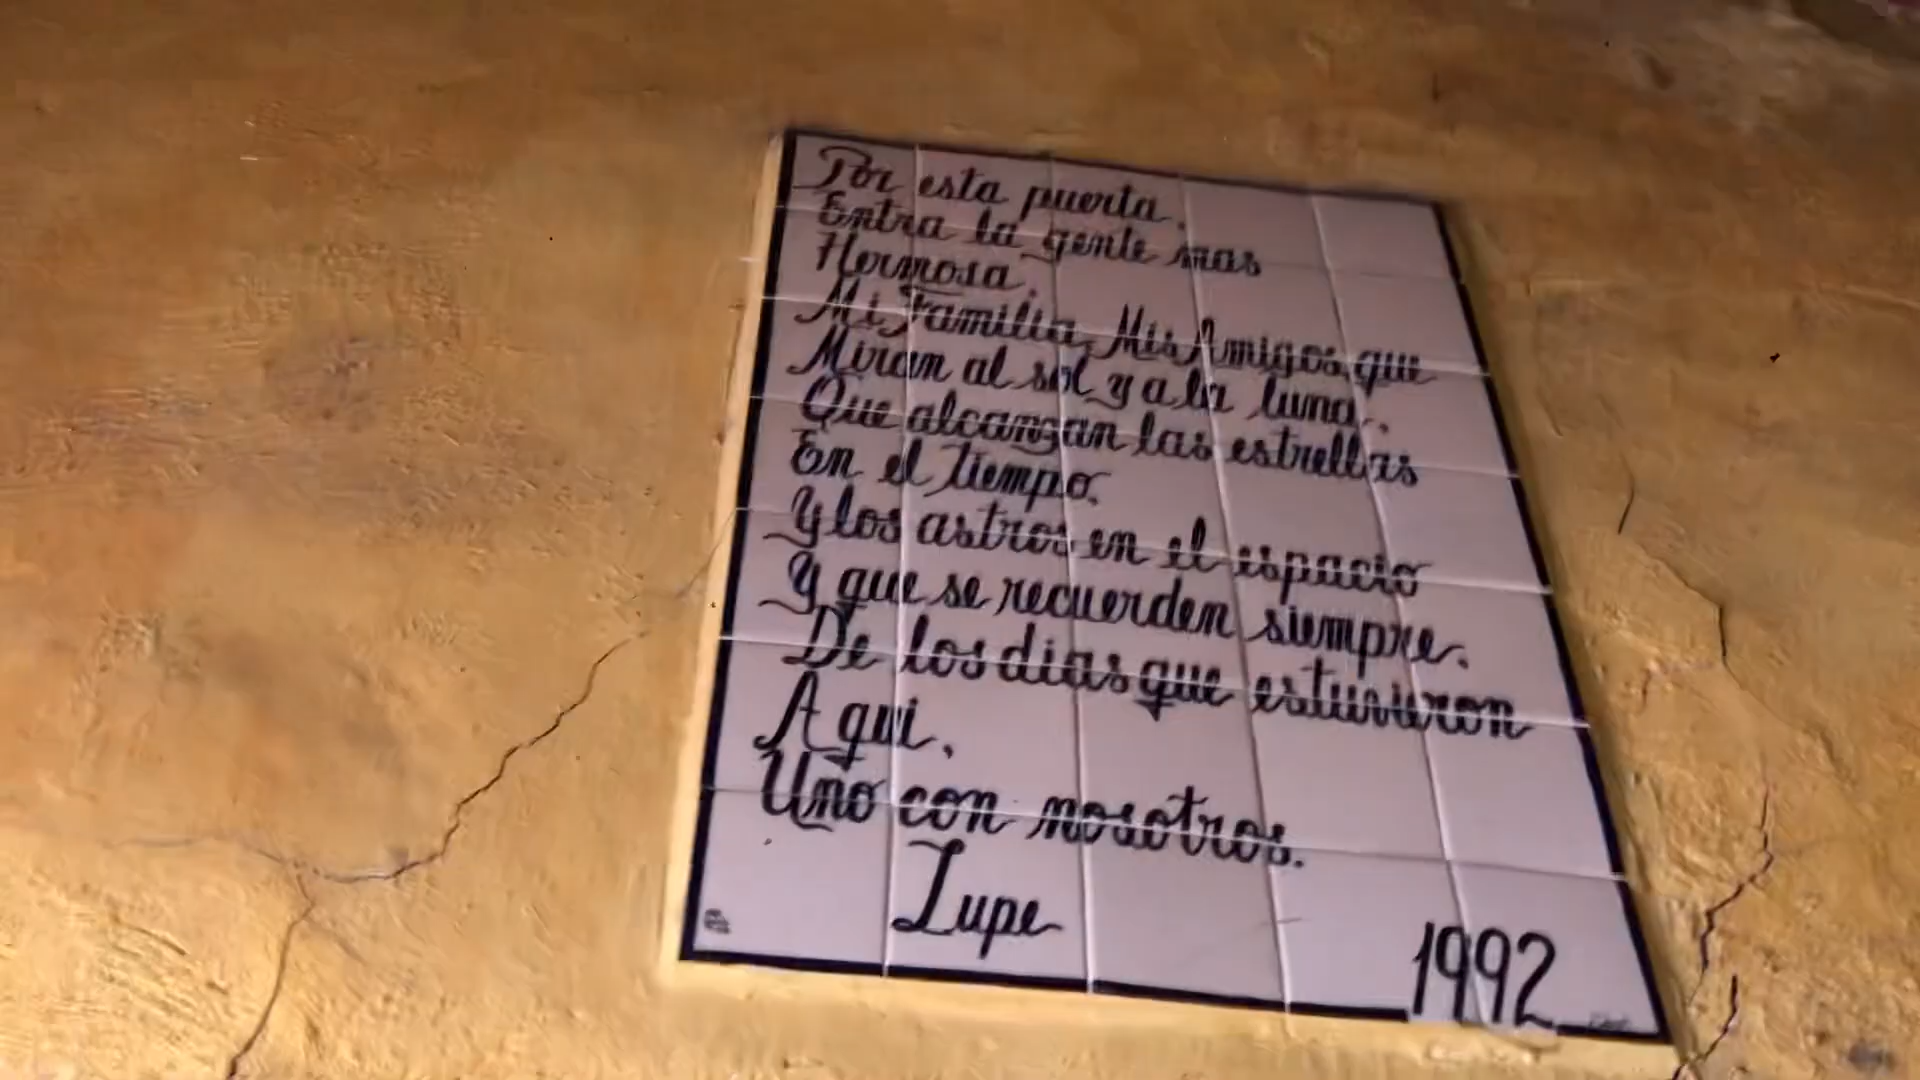 Por esta puerta.
Entra la gente mas
Hermosa.
Mi Familia, Mis Amigos, que
Miran al sol y a la luna.
Que alcanzan las estrellas
En el tiempo.
Y los astros en el espacio
Y que se recuerden siempre.
De los dias que estuvieron
Aqui,
Uno con nosotros.
Lupe
1992